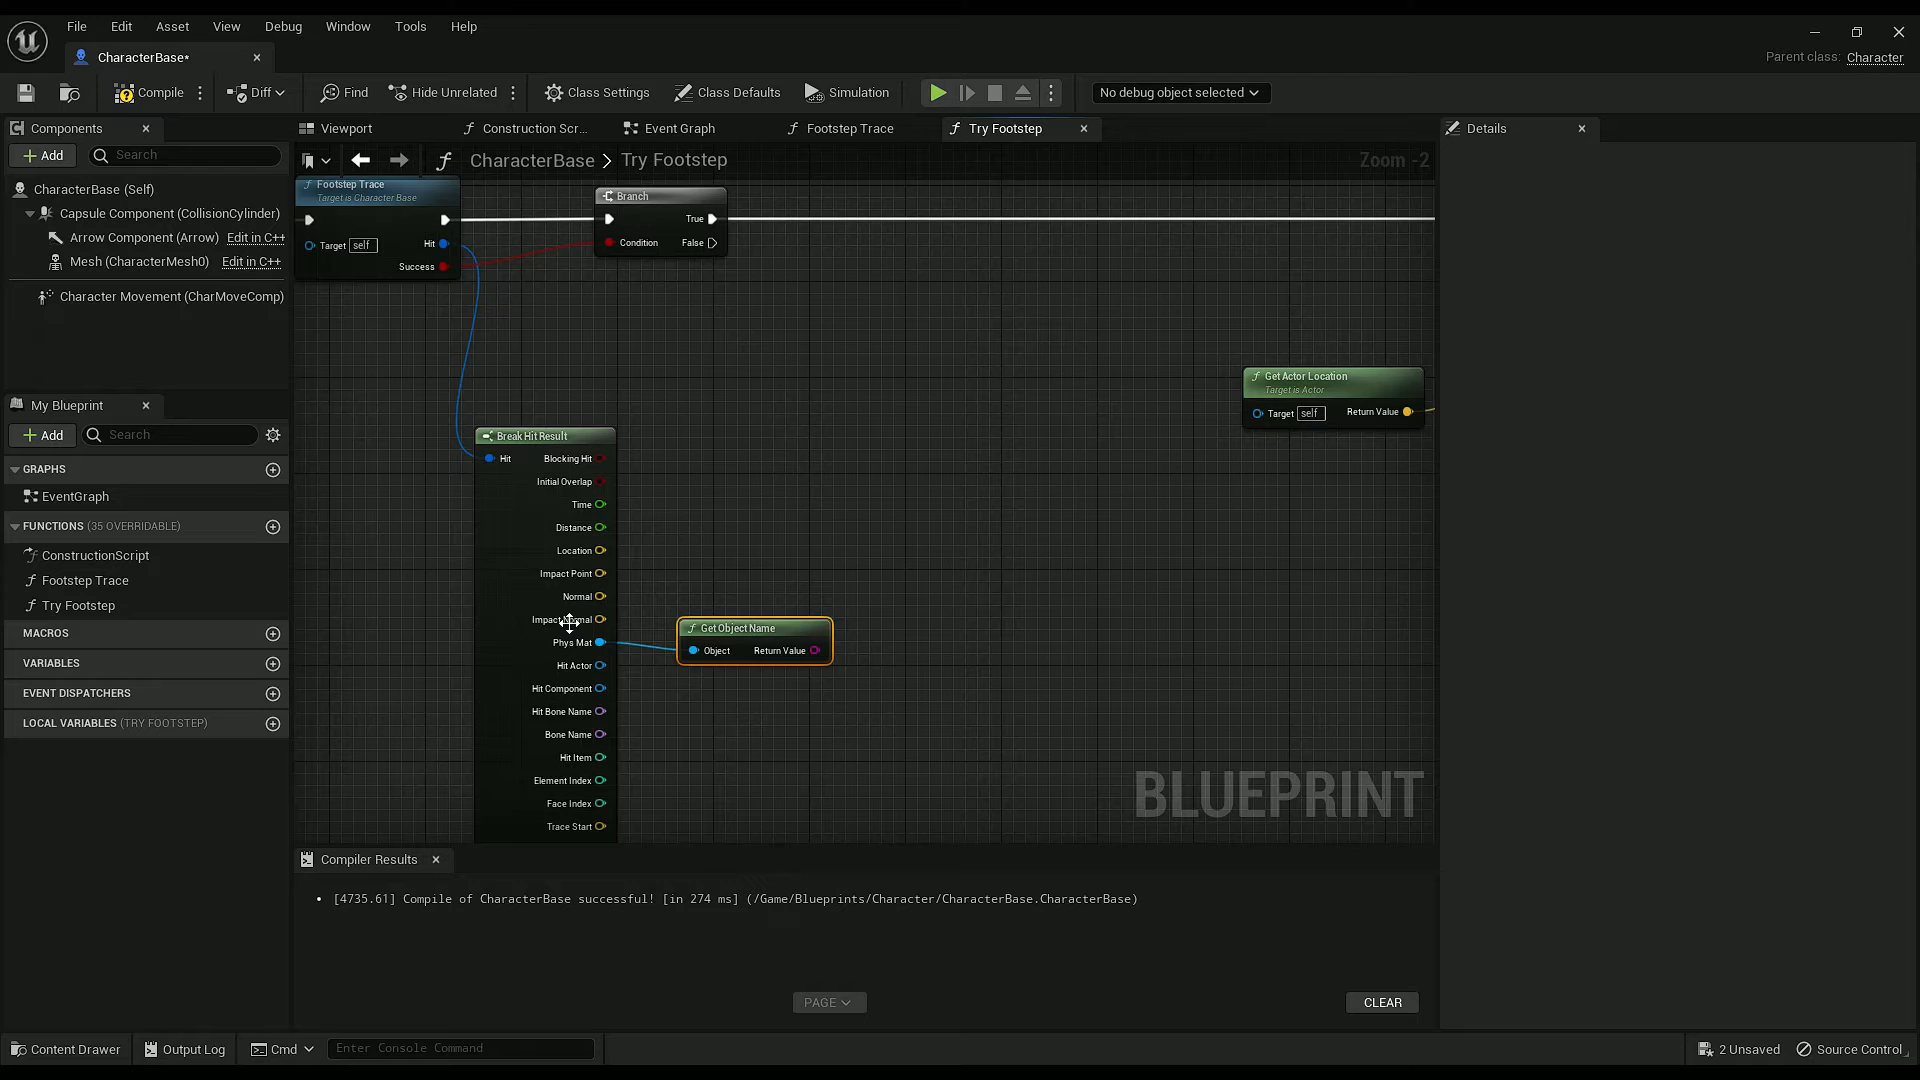 File Edit Asset View Debug Window Tools Help
CharacterBase*
Parent class: Character
Compile Diff Find Hide Unrelated Class Settings Class Defaults Simulation No debug object selected
Components
Viewport Construction Scr... Event Graph Footstep Trace Try Footstep
Details
Add Search
CharacterBase > Try Footstep
Zoom -2
CharacterBase (Self)
Capsule Component (CollisionCylinder)
Arrow Component (Arrow) Edit in C++
Mesh (CharacterMesh0) Edit in C++
Character Movement (CharMoveComp)
My Blueprint
Add Search
GRAPHS
EventGraph
FUNCTIONS (35 OVERRIDABLE)
ConstructionScript
Footstep Trace
Try Footstep
MACROS
VARIABLES
EVENT DISPATCHERS
LOCAL VARIABLES (TRY FOOTSTEP)
Footstep Trace
Target is Character Base
Target self
Hit
Success
Branch
True
Condition False
Get Actor Location
Target is Actor
Target self Return Value
Break Hit Result
Hit Blocking Hit
Initial Overlap
Time
Distance
Location
Impact Point
Normal
Impact Normal
Phys Mat
Hit Actor
Hit Component
Hit Bone Name
Bone Name
Hit Item
Element Index
Face Index
Trace Start
Get Object Name
Object Return Value
BLUEPRINT
Compiler Results
[4735.61] Compile of CharacterBase successful! [in 274 ms] (/Game/Blueprints/Character/CharacterBase.CharacterBase)
PAGE
CLEAR
Content Drawer Output Log Cmd Enter Console Command 2 Unsaved Source Control